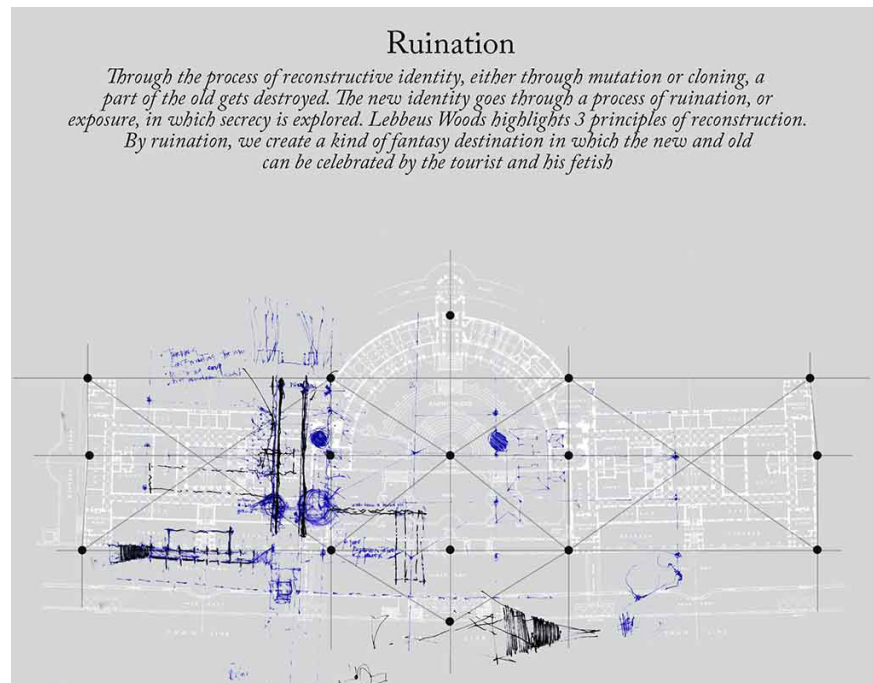 Ruination
Through the process of reconstructive identity, either through mutation or cloning, a
part of the old gets destroyed. The new identity goes through a process of ruination, or
exposure, in which secrecy is explored. Lebbeus Woods highlights 3 principles of reconstruction.
By ruination, we create a kind of fantasy destination in which the new and old
can be celebrated by the tourist and his fetish